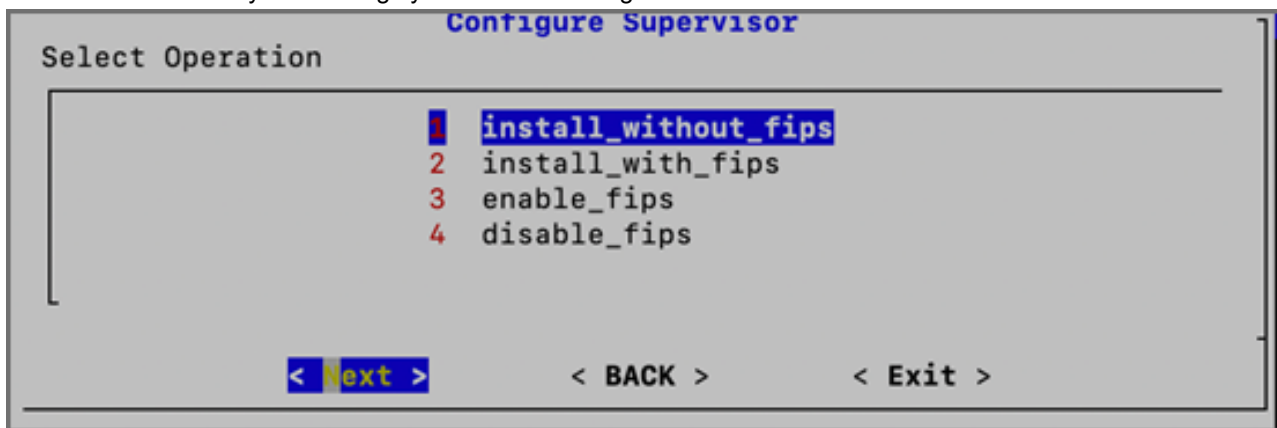 Configure Supervisor
Select Operation
1 install_without_fips
2 install_with_fips
3 enable_fips
4 disable_fips
< Next > < BACK > < Exit >